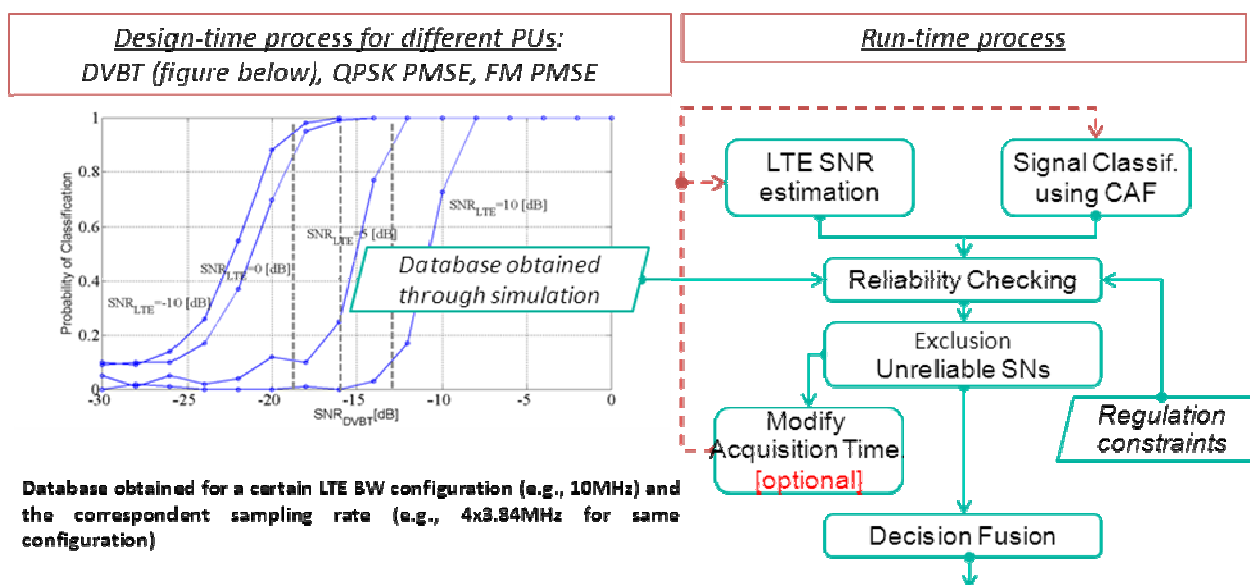 Design-time process for different PUs:
DVBT (figure below), QPSK PMSE, FM PMSE
Run-time process
1
0.8
0.6
0.4
0.2
0
Probability of Classification
-30
-25
-20
-15
-10
-5
0
SNR_DVBT[dB]
SNR_LTE=-10 [dB]
SNR_LTE=0 [dB]
SNR_LTE=5 [dB]
SNR_LTE=10 [dB]
Database obtained
through simulation
Database obtained for a certain LTE BW configuration (e.g., 10MHz) and
the correspondent sampling rate (e.g., 4x3.84MHz for same
configuration)
LTE SNR
estimation
Signal Classif.
using CAF
Reliability Checking
Exclusion
Unreliable SNs
Modify
Acquisition Time.
[optional]
Regulation
constraints
Decision Fusion